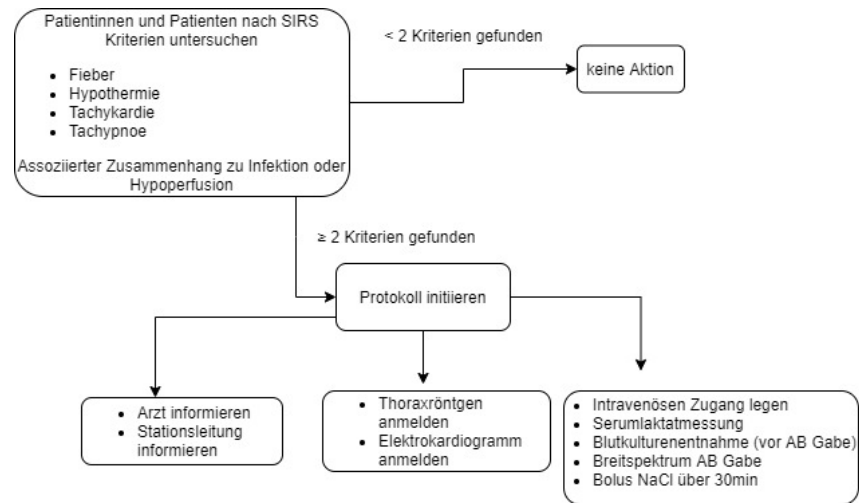 Patientinnen und Patienten nach SIRS
Kriterien untersuchen
• Fieber
• Hypothermie
• Tachykardie
• Tachypnoe
Assoziierter Zusammenhang zu Infektion oder
Hypoperfusion
< 2 Kriterien gefunden
keine Aktion
≥ 2 Kriterien gefunden
Protokoll initiieren
• Arzt informieren
• Stationsleitung
informieren
• Thoraxröntgen
anmelden
• Elektrokardiogramm
anmelden
• Intravenösen Zugang legen
• Serumlaktatmessung
• Blutkulturenentnahme (vor AB Gabe)
• Breitspektrum AB Gabe
• Bolus NaCl über 30min